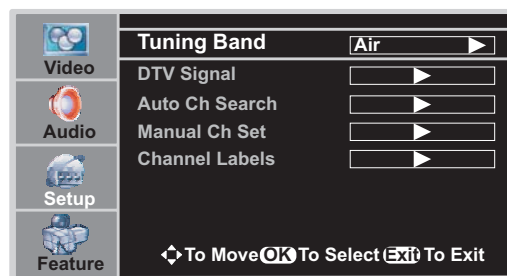 Video
Audio
Setup
Feature
Tuning Band Air
DTV Signal
Auto Ch Search
Manual Ch Set
Channel Labels
To Move OK To Select Exit To Exit